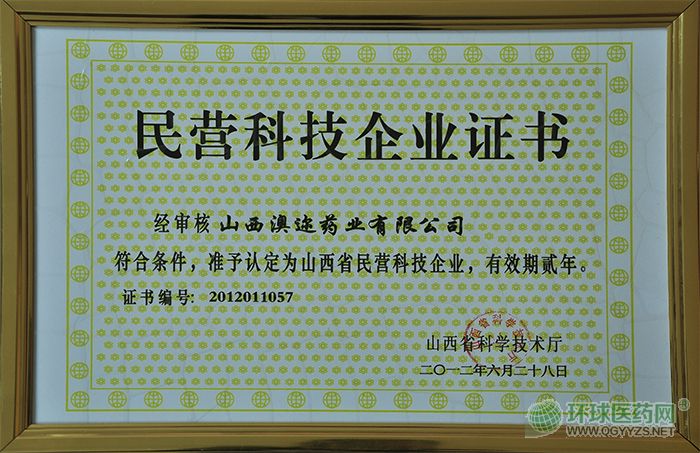 民营科技企业证书
经审核 山西澳迩药业有限公司
符合条件，准予认定为山西省民营科技企业，有效期贰年。
证书编号: 2012011057
山西省科学技术厅
二〇一二年六月二十八日
环球医药网
WWW.QGYYZS.NET